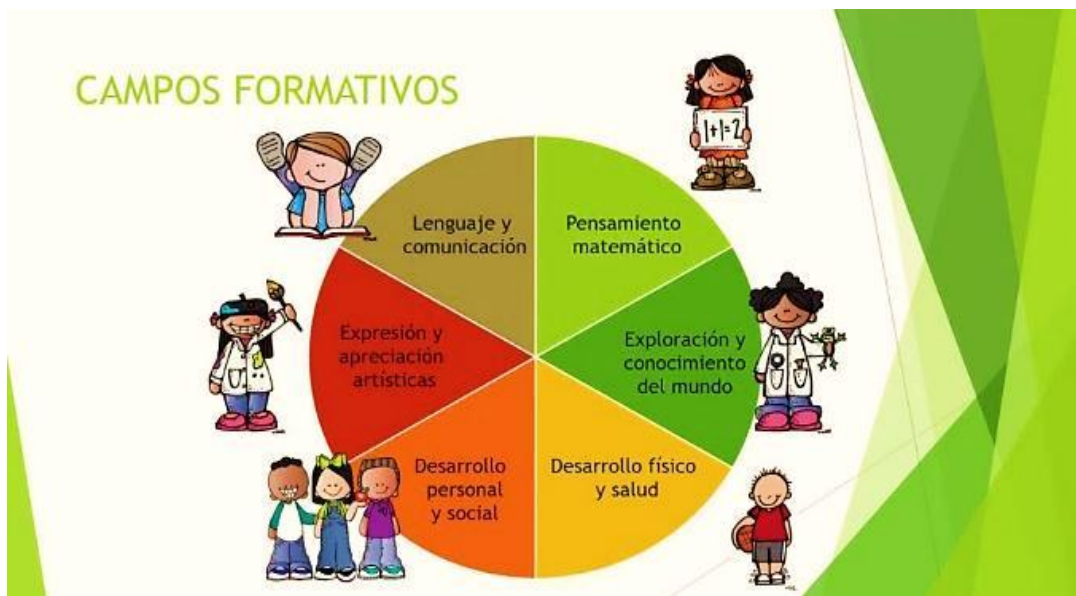 CAMPOS FORMATIVOS
1+1=2
Lenguaje y
comunicación
Pensamiento
matemático
Expresión y
apreciación
artísticas
Exploración y
conocimiento
del mundo
Desarrollo
personal
y social
Desarrollo físico
y salud